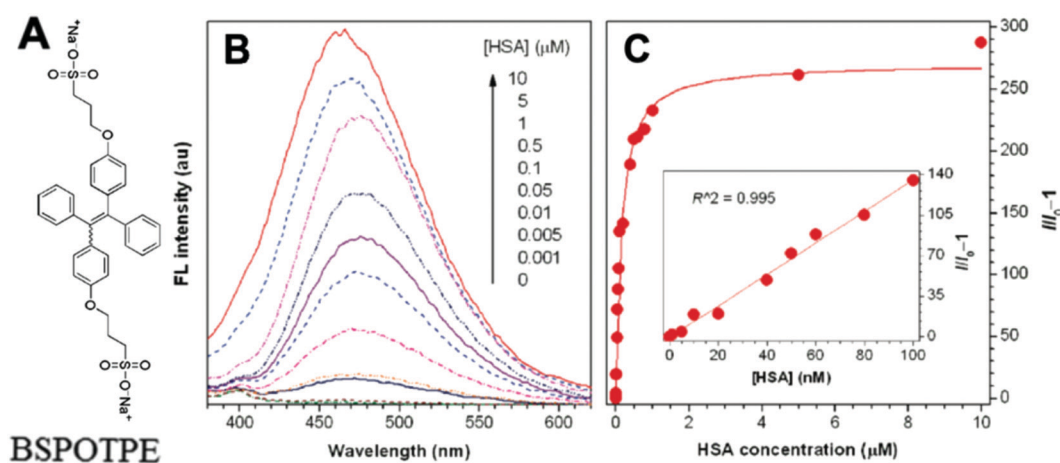 A
+Na-O
O=S=O
O
O
O=S=O
O-Na+
BSPOTPE
B
FL intensity (au)
[HSA] (μM)
10
5
1
0.5
0.1
0.05
0.01
0.005
0.001
0
400
450
500
550
600
Wavelength (nm)
C
300
250
200
150
100
50
0
I/I0–1
0
2
4
6
8
10
HSA concentration (μM)
R^2 = 0.995
140
105
70
35
0
I/I0–1
0
20
40
60
80
100
[HSA] (nM)